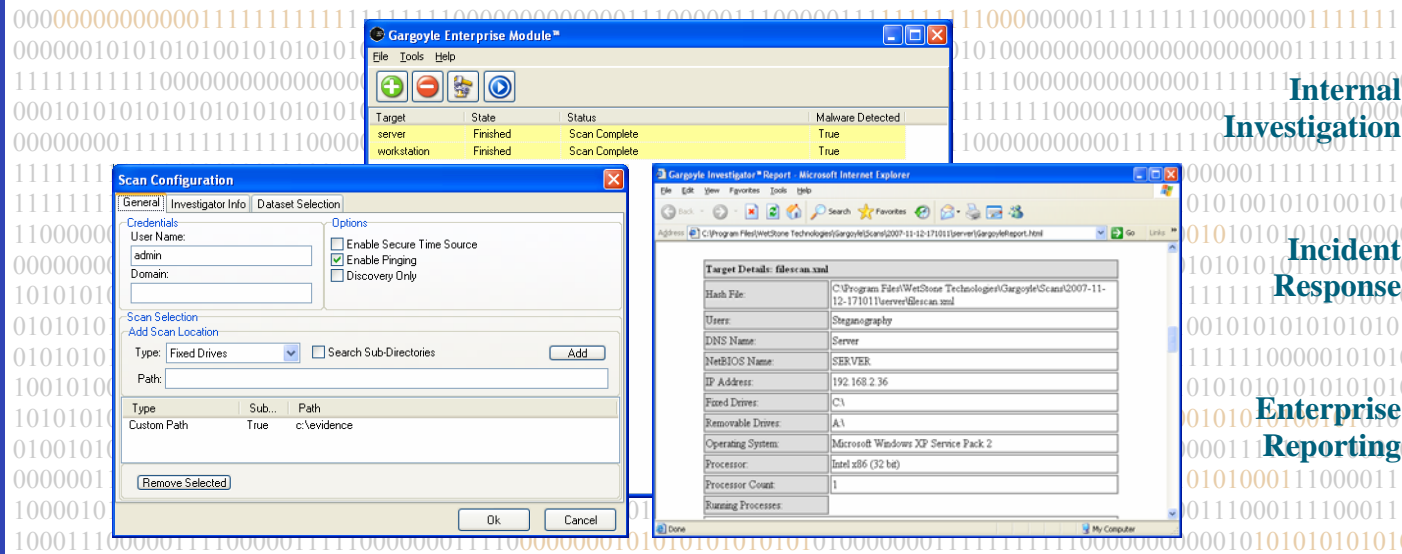 Gargoyle Enterprise Module™
File Tools Help
Target State Status Malware Detected
server Finished Scan Complete True
workstation Finished Scan Complete True
Scan Configuration
General Investigator Info Dataset Selection
Credentials
User Name:
admin
Domain:
Options
Enable Secure Time Source
Enable Pinging
Discovery Only
Scan Selection
Add Scan Location
Type: Fixed Drives Search Sub-Directories Add
Path:
Type Sub... Path
Custom Path True c:\evidence
Remove Selected
Ok Cancel
Gargoyle Investigator™ Report - Microsoft Internet Explorer
File Edit View Favorites Tools Help
Back Search Favorites
Address C:\Program Files\WetStone Technologies\Gargoyle\Scans\2007-11-12-171011\server\GargoyleReport.html Go Links »
Target Details: filescan.xml
Hash File: C:\Program Files\WetStone Technologies\Gargoyle\Scans\2007-11-
12-171011\server\filescan.xml
Users: Steganography
DNS Name: Server
NetBIOS Name: SERVER
IP Address: 192.168.2.36
Fixed Drives: C:\
Removable Drives: A:\
Operating System: Microsoft Windows XP Service Pack 2
Processor: Intel x86 (32 bit)
Processor Count: 1
Running Processes:
Done My Computer
Internal
Investigation
Incident
Response
Enterprise
Reporting